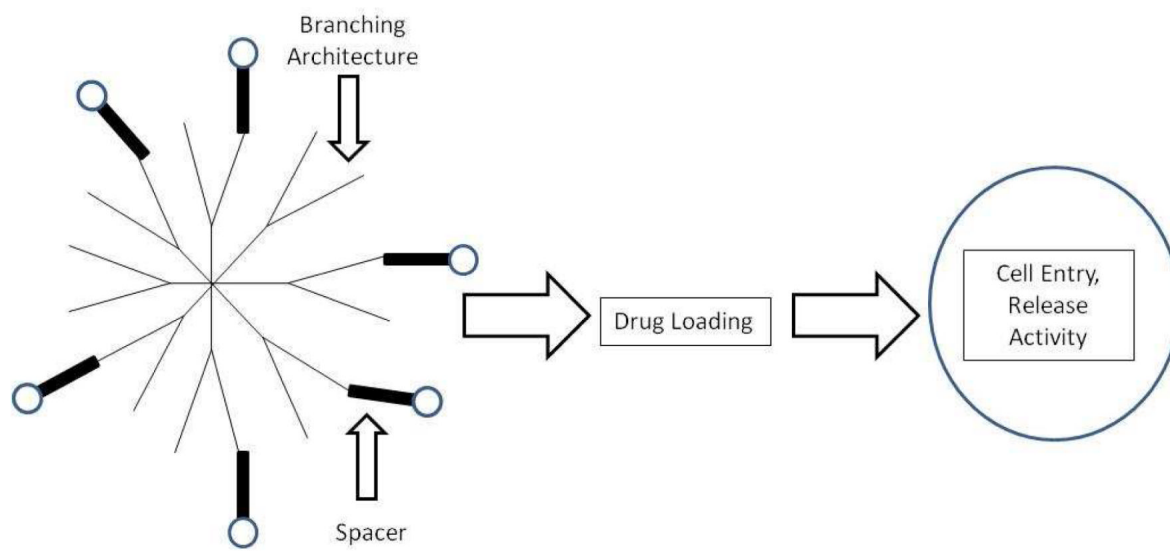 Branching
Architecture
Spacer
Drug Loading
Cell Entry,
Release
Activity